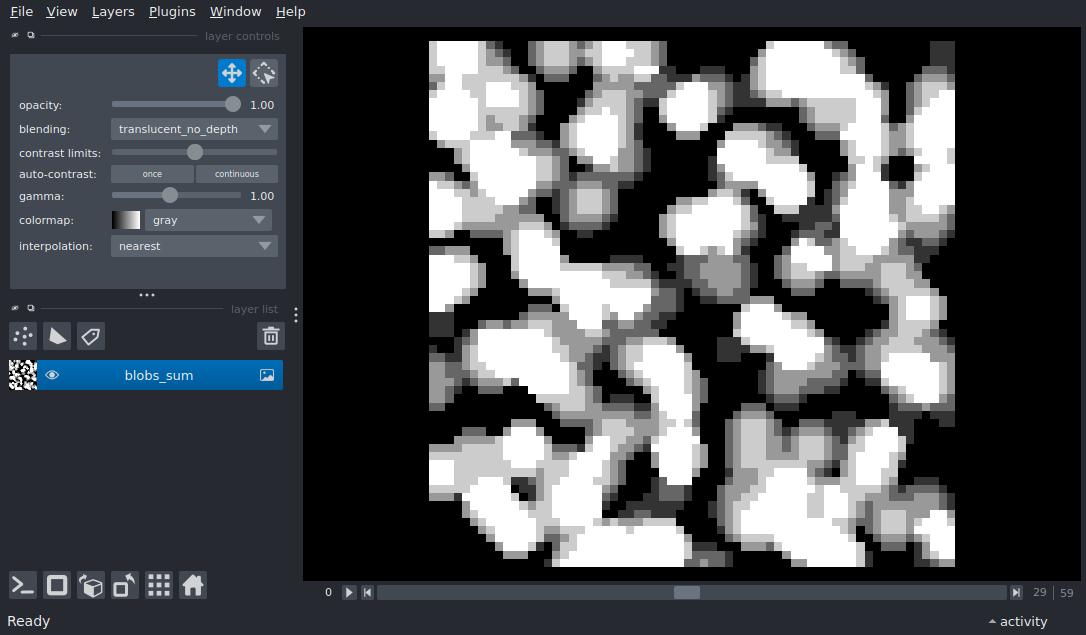 File View Layers Plugins Window Help
layer controls
opacity: 1.00
blending: translucent_no_depth
contrast limits:
auto-contrast: once continuous
gamma: 1.00
colormap: gray
interpolation: nearest
layer list
blobs_sum
0 29 59
Ready activity